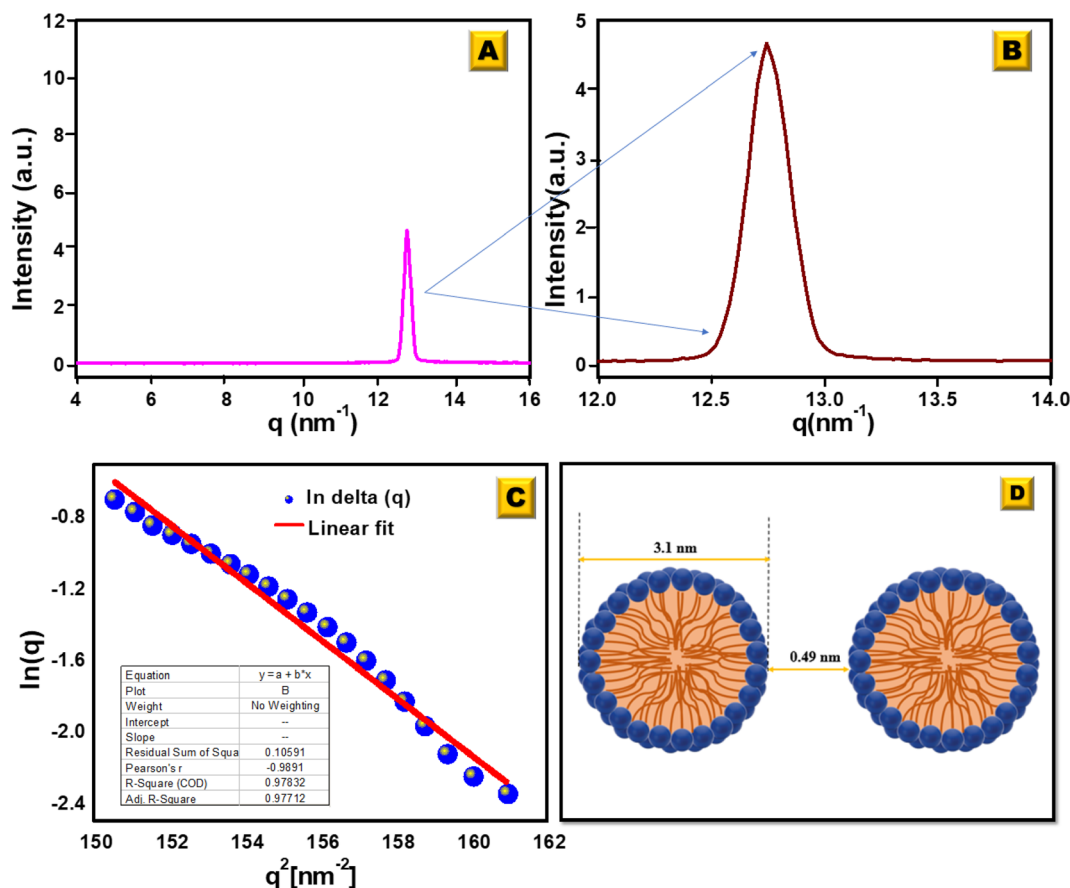 A
12
10
8
6
4
2
0
Intensity (a.u.)
4
6
8
10
12
14
16
q (nm-1)
B
5
4
3
2
1
0
Intensity(a.u.)
12.0
12.5
13.0
13.5
14.0
q(nm-1)
C
In delta (q)
Linear fit
-0.8
-1.2
-1.6
-2.0
-2.4
ln(q)
Equation y = a + b*x
Plot B
Weight No Weighting
Intercept --
Slope --
Residual Sum of Squa 0.10591
Pearson's r -0.9891
R-Square (COD) 0.97832
Adj. R-Square 0.97712
150
152
154
156
158
160
162
q2[nm-2]
D
3.1 nm
0.49 nm